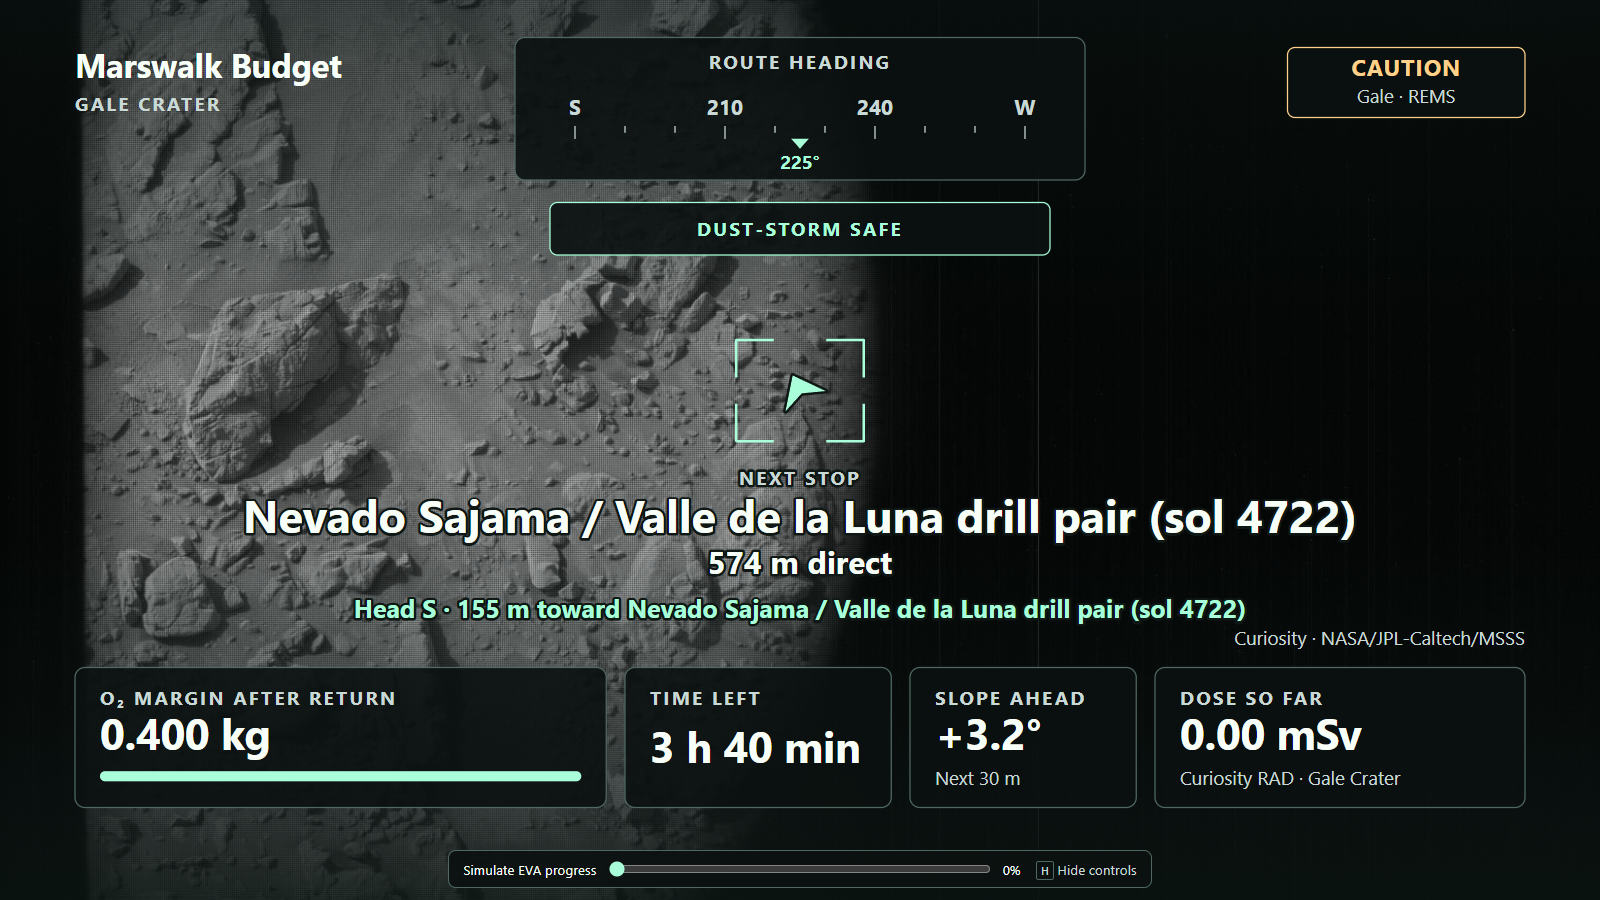 Marswalk Budget
GALE CRATER
ROUTE HEADING
S 210 240 W
225°
CAUTION
Gale · REMS
DUST-STORM SAFE
NEXT STOP
Nevado Sajama / Valle de la Luna drill pair (sol 4722)
574 m direct
Head S · 155 m toward Nevado Sajama / Valle de la Luna drill pair (sol 4722)
Curiosity · NASA/JPL-Caltech/MSSS
O₂ MARGIN AFTER RETURN
0.400 kg
TIME LEFT
3 h 40 min
SLOPE AHEAD
+3.2°
Next 30 m
DOSE SO FAR
0.00 mSv
Curiosity RAD · Gale Crater
Simulate EVA progress 0% H Hide controls